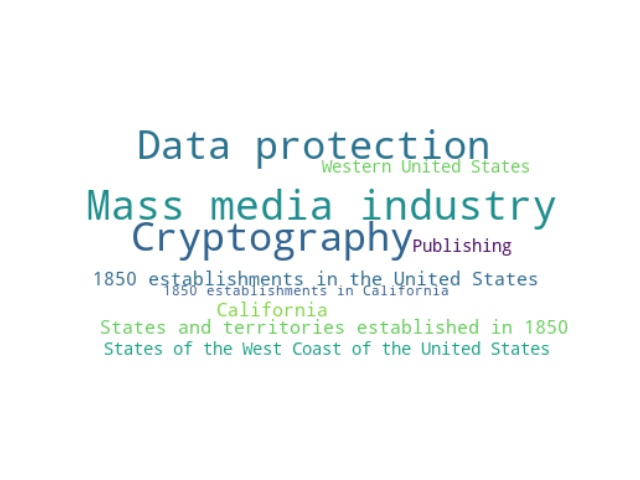 Data protection
Western United States
Mass media industry
Cryptography
Publishing
1850 establishments in the United States
1850 establishments in California
California
States and territories established in 1850
States of the West Coast of the United States